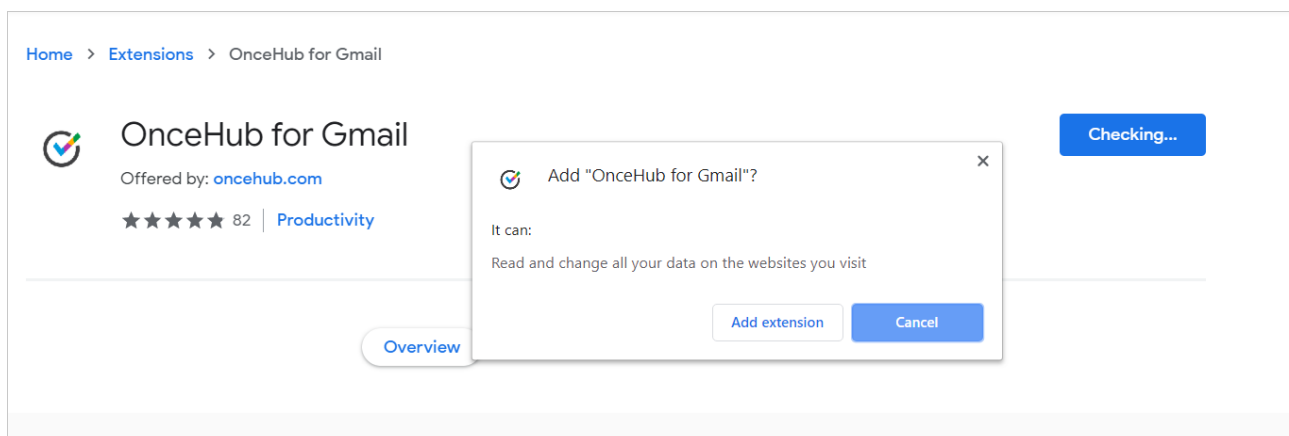 Home > Extensions > OnceHub for Gmail
OnceHub for Gmail
Offered by: oncehub.com
82 | Productivity
Checking...
Add "OnceHub for Gmail"?
It can:
Read and change all your data on the websites you visit
Add extension
Cancel
Overview